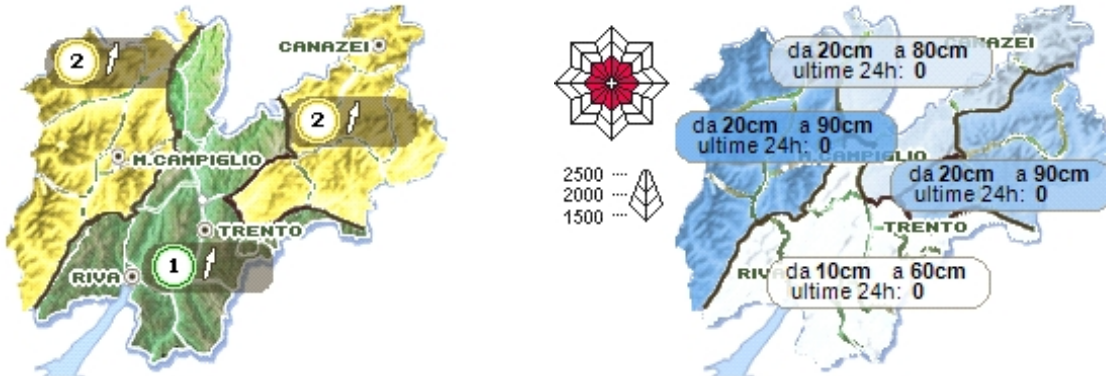 2
CANAZEI
2
M.CAMPIGLIO
TRENTO
1
RIVA
2500
2000
1500
da 20cm a 80cm
ultime 24h: 0
CANAZEI
da 20cm a 90cm
ultime 24h: 0
M.CAMPIGLIO
da 20cm a 90cm
ultime 24h: 0
TRENTO
RIVA
da 10cm a 60cm
ultime 24h: 0